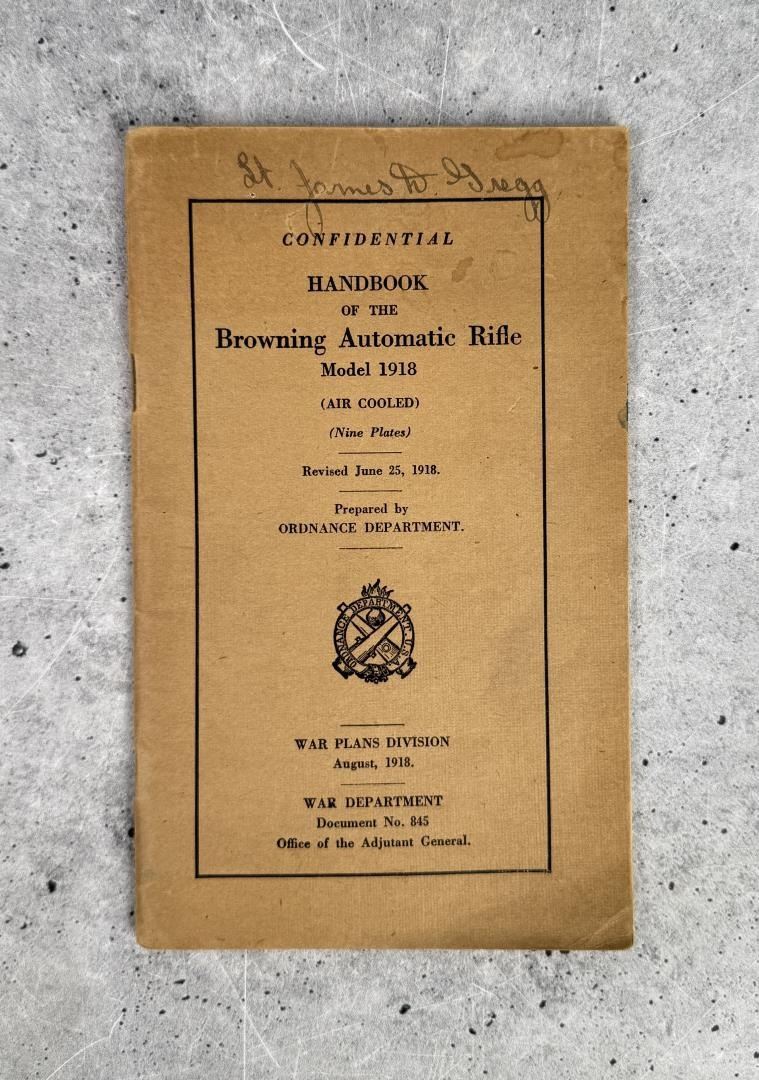 Lt. James D. Gregg
CONFIDENTIAL
HANDBOOK
OF THE
Browning Automatic Rifle
Model 1918
(AIR COOLED)
(Nine Plates)
Revised June 25, 1918.
Prepared by
ORDNANCE DEPARTMENT.
ORDNANCE DEPARTMENT. U.S.A.
WAR PLANS DIVISION
August, 1918.
WAR DEPARTMENT
Document No. 845
Office of the Adjutant General.